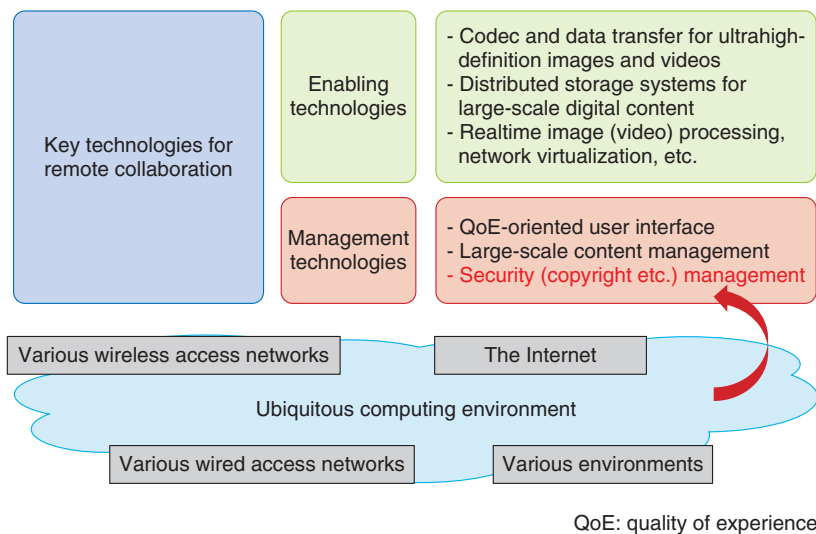 Key technologies for
remote collaboration
Enabling
technologies
- Codec and data transfer for ultrahigh-
definition images and videos
- Distributed storage systems for
large-scale digital content
- Realtime image (video) processing,
network virtualization, etc.
Management
technologies
- QoE-oriented user interface
- Large-scale content management
- Security (copyright etc.) management
Various wireless access networks
The Internet
Ubiquitous computing environment
Various wired access networks
Various environments
QoE: quality of experience